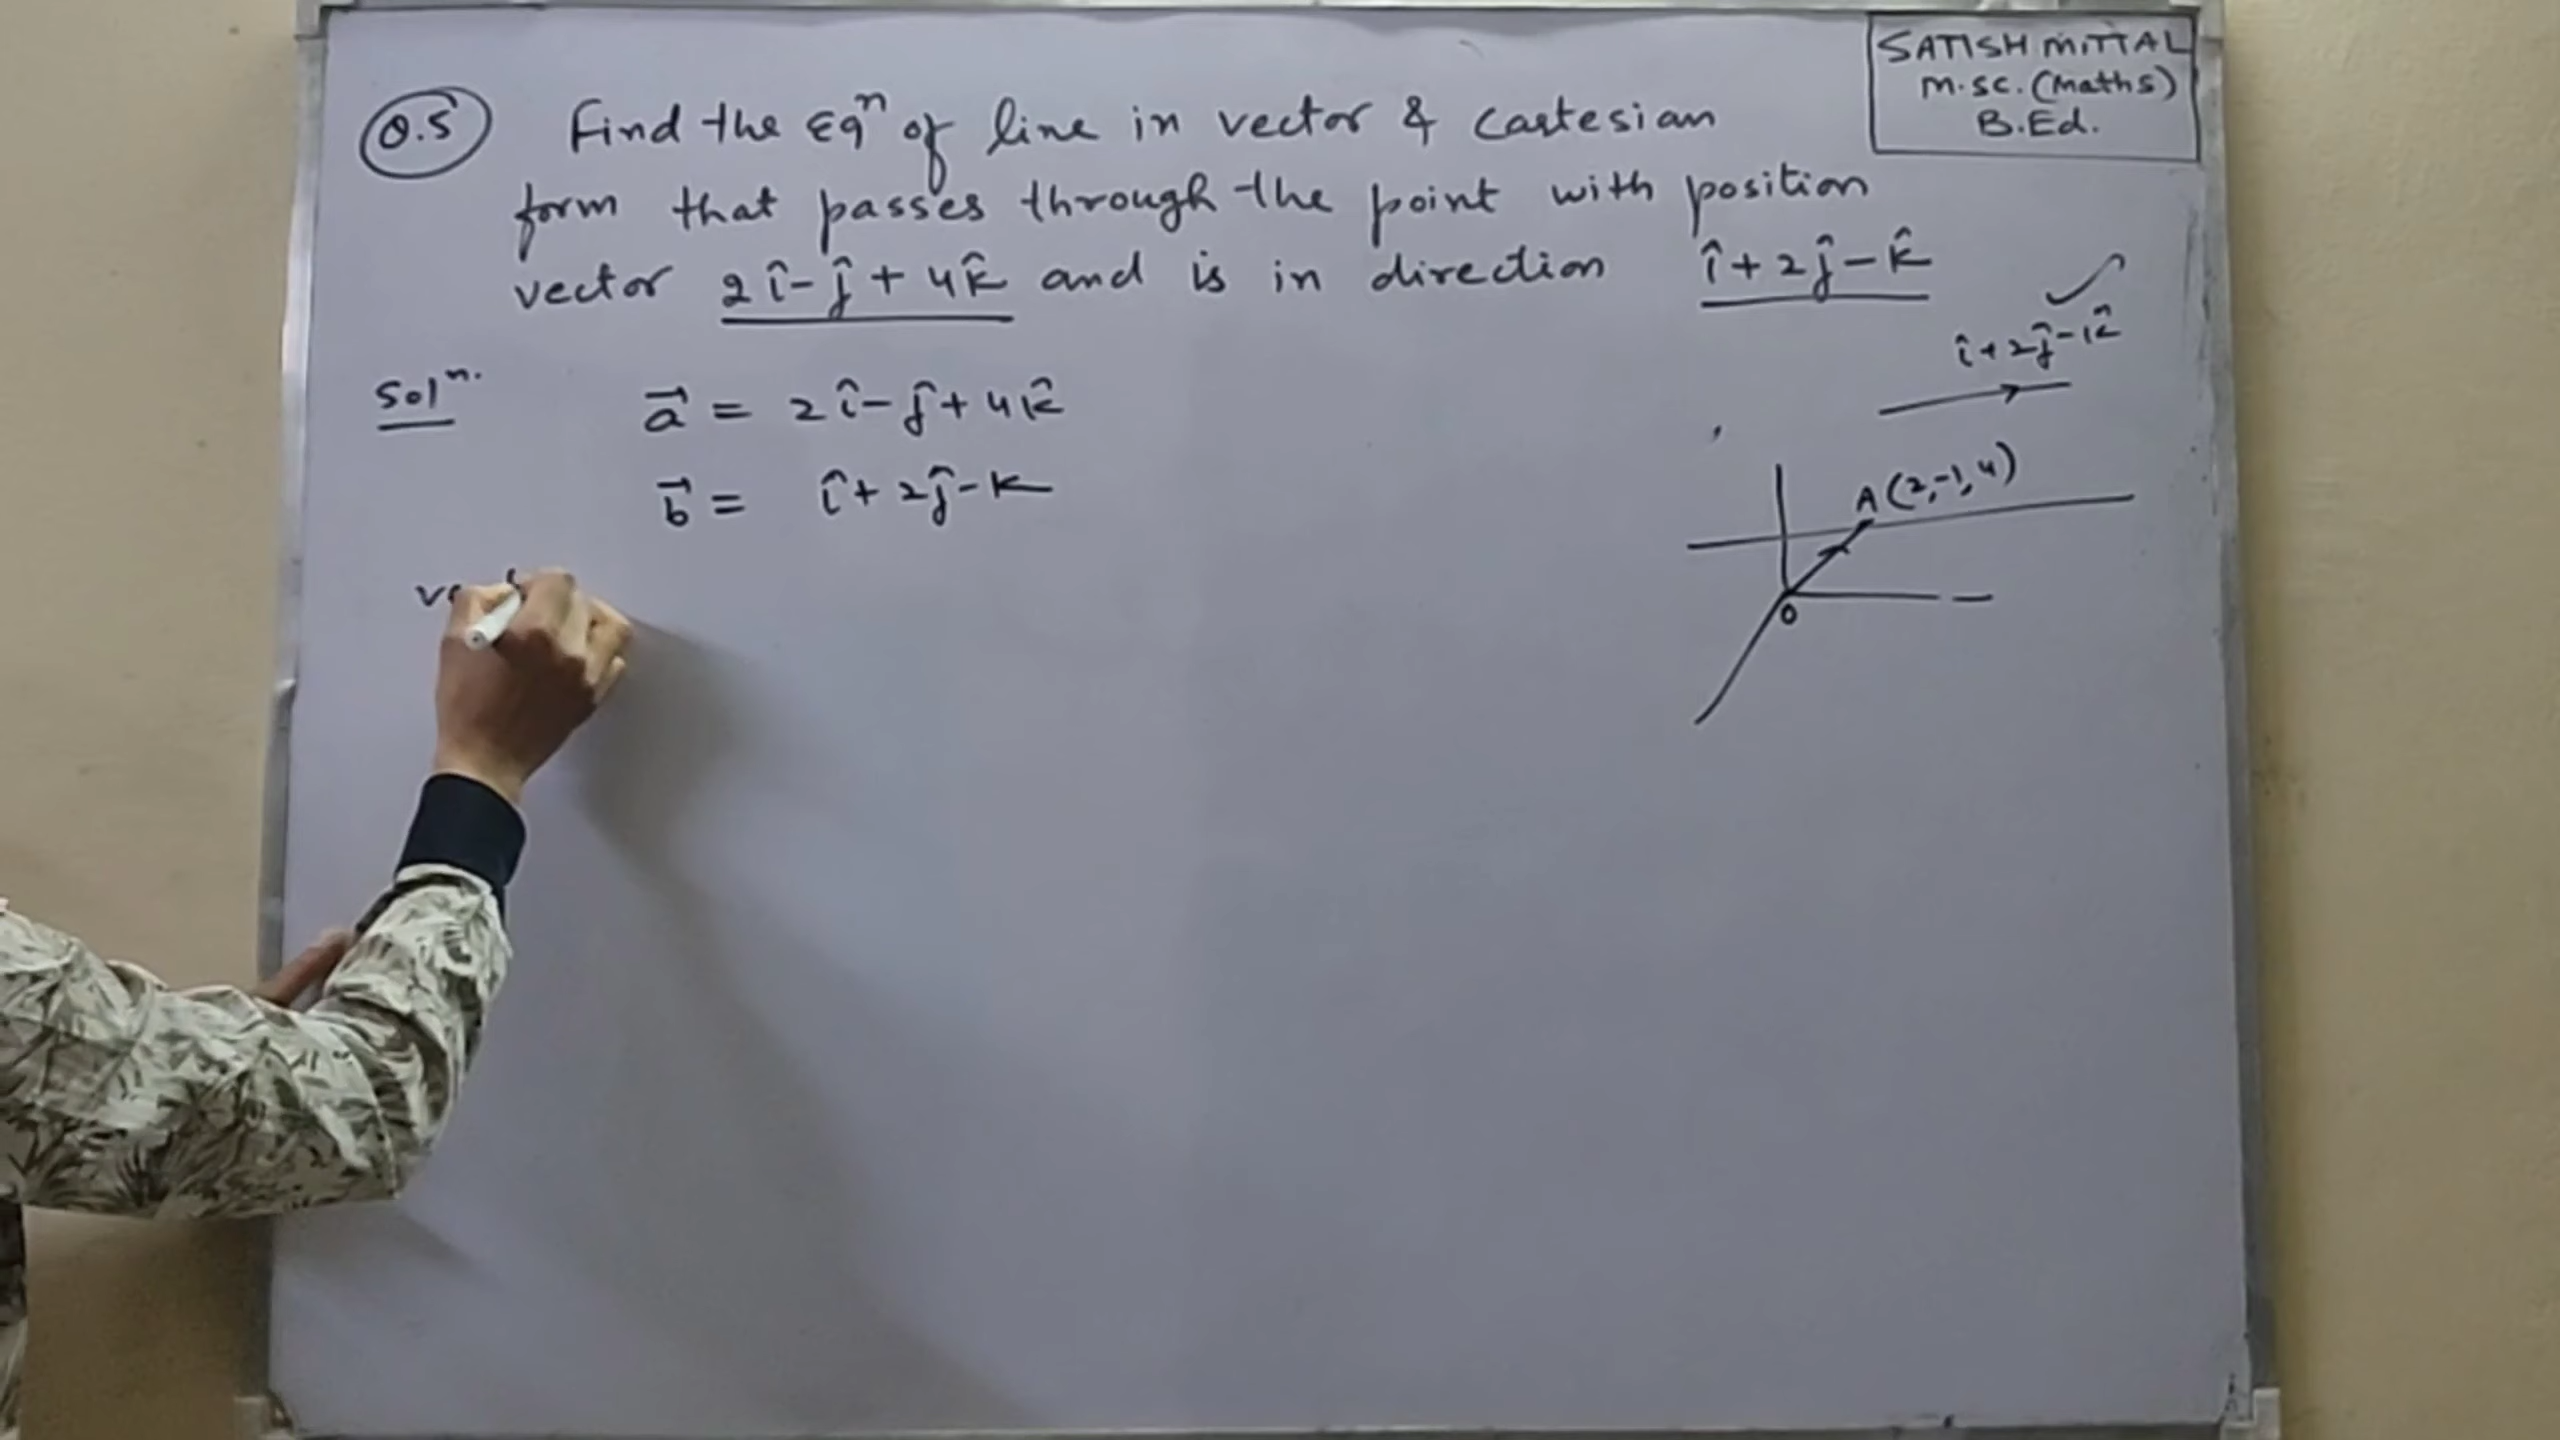 SATISH MITTAL
M.SC. (Maths)
B.Ed.
Q.5 Find the Eqⁿ of line in vector & cartesian
form that passes through the point with position
vector 2î-ĵ+4k̂ and is in direction î+2ĵ-k̂
Solⁿ.
a⃗ = 2î-ĵ+4k̂
b⃗ = î+2ĵ-k
î+2ĵ-k̂
A(2,-1,4)
O